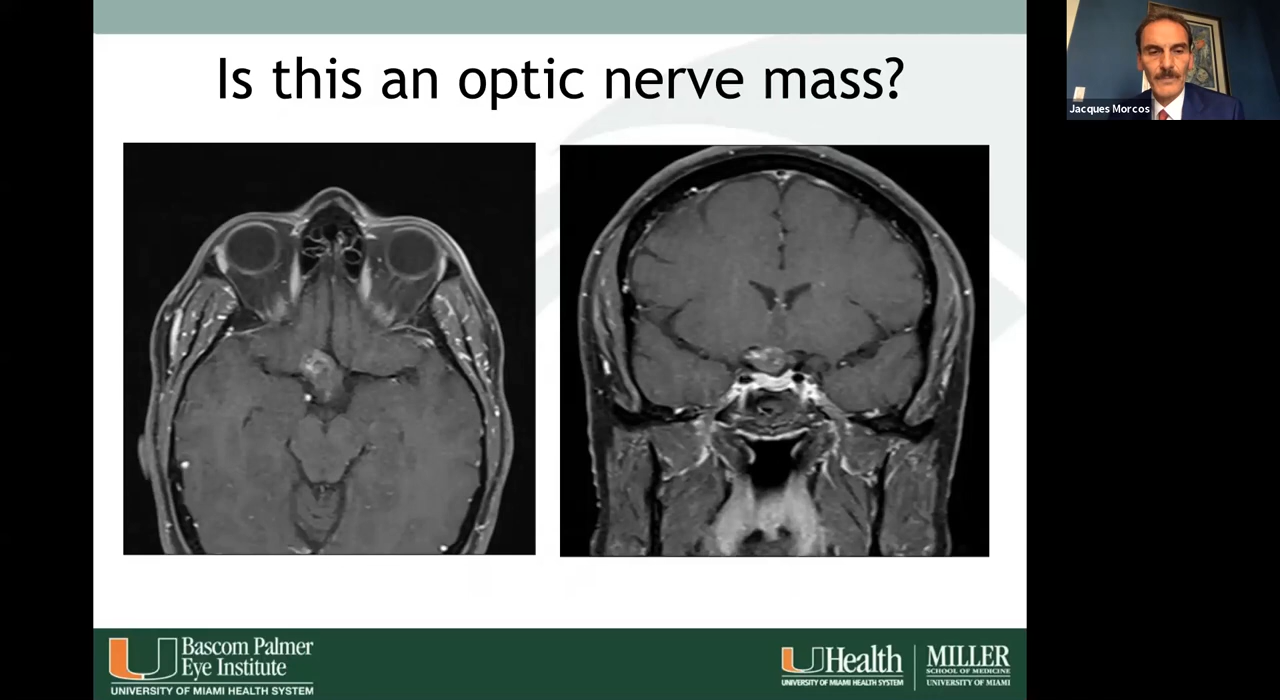 Is this an optic nerve mass?
Jacques Morcos
Bascom Palmer
Eye Institute
UNIVERSITY OF MIAMI HEALTH SYSTEM
UHealth
UNIVERSITY OF MIAMI HEALTH SYSTEM
MILLER
SCHOOL OF MEDICINE
UNIVERSITY OF MIAMI